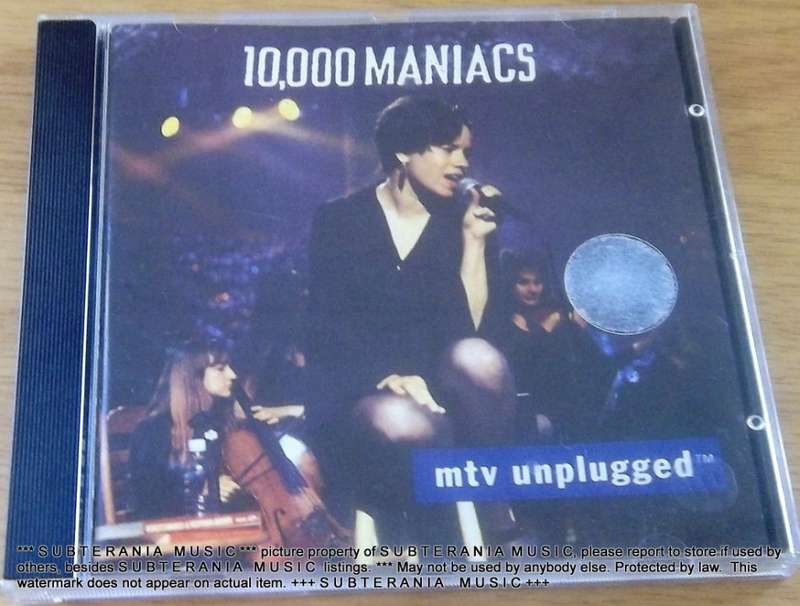 10,000 MANIACS
mtv unplugged™
*** S U B T E R A N I A M U S I C *** picture property of S U B T E R A N I A M U S I C, please report to store if used by
others, besides S U B T E R A N I A M U S I C listings. *** May not be used by anybody else. Protected by law. This
watermark does not appear on actual item. +++ S U B T E R A N I A M U S I C +++